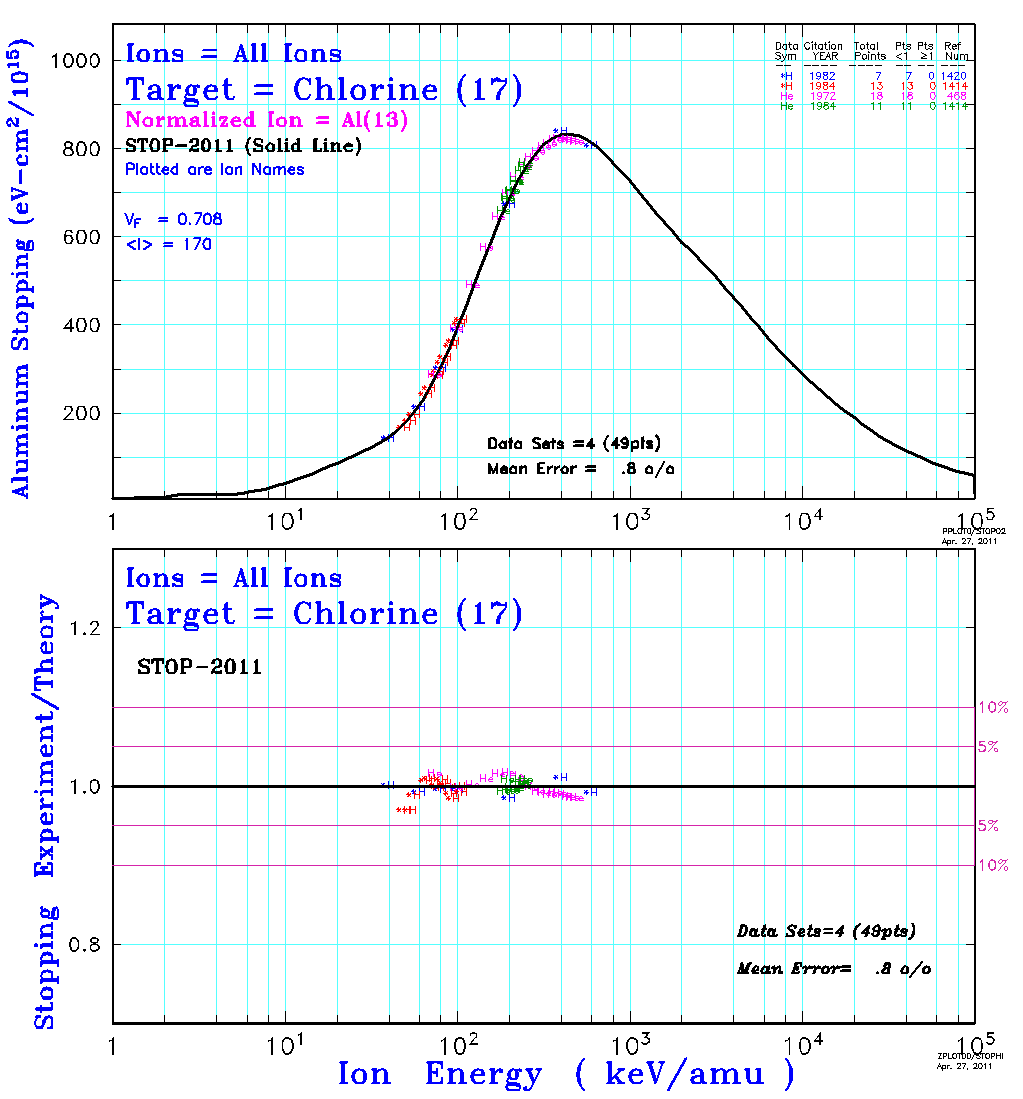 Ions = All Ions
Target = Chlorine (17)
Normalized Ion = Al(13)
STOP-2011 (Solid Line)
Plotted are Ion Names
VF = 0.708
<I> = 170
Data Citation Total Pts Pts Ref
Sym YEAR Points <1 ≥1 Num
*H 1982 7 7 0 1420
*H 1984 13 13 0 1414
He 1972 18 18 0 468
He 1984 11 11 0 1414
Aluminum Stopping (eV-cm²/10¹⁵)
1000
800
600
400
200
Data Sets =4 (49pts)
Mean Error = .8 o/o
1 10¹ 10² 10³ 10⁴ 10⁵
PPLOT0/STOPO2
Apr. 27, 2011
Ions = All Ions
Target = Chlorine (17)
STOP-2011
Stopping Experiment/Theory
1.2
1.0
0.8
10%
5%
5%
10%
Data Sets=4 (49pts)
Mean Error= .8 o/o
1 10¹ 10² 10³ 10⁴ 10⁵
Ion Energy ( keV/amu )
Apr. 27, 2011